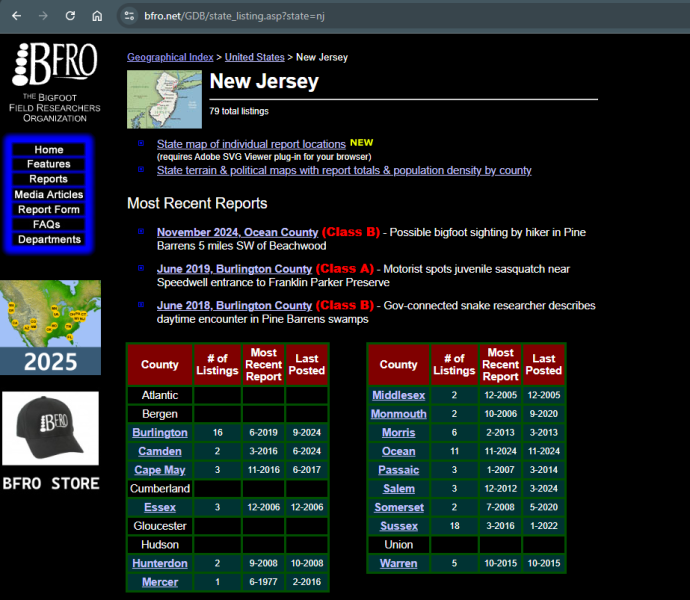 bfro.net/GDB/state_listing.asp?state=nj
BFRO
THE BIGFOOT
FIELD RESEARCHERS
ORGANIZATION
Home
Features
Reports
Media Articles
Report Form
FAQs
Departments
2025
BFRO
BFRO STORE
Geographical Index > United States > New Jersey
New Jersey
79 total listings
State map of individual report locations NEW
(requires Adobe SVG Viewer plug-in for your browser)
State terrain & political maps with report totals & population density by county
Most Recent Reports
November 2024, Ocean County (Class B) - Possible bigfoot sighting by hiker in Pine
Barrens 5 miles SW of Beachwood
June 2019, Burlington County (Class A) - Motorist spots juvenile sasquatch near
Speedwell entrance to Franklin Parker Preserve
June 2018, Burlington County (Class B) - Gov-connected snake researcher describes
daytime encounter in Pine Barrens swamps
County # of Listings Most Recent Report Last Posted
Atlantic
Bergen
Burlington 16 6-2019 9-2024
Camden 2 3-2016 6-2024
Cape May 3 11-2016 6-2017
Cumberland
Essex 3 12-2006 12-2006
Gloucester
Hudson
Hunterdon 2 9-2008 10-2008
Mercer 1 6-1977 2-2016
County # of Listings Most Recent Report Last Posted
Middlesex 2 12-2005 12-2005
Monmouth 2 10-2006 9-2020
Morris 6 2-2013 3-2013
Ocean 11 11-2024 11-2024
Passaic 3 1-2007 3-2014
Salem 3 12-2012 3-2024
Somerset 2 7-2008 5-2020
Sussex 18 3-2016 1-2022
Union
Warren 5 10-2015 10-2015